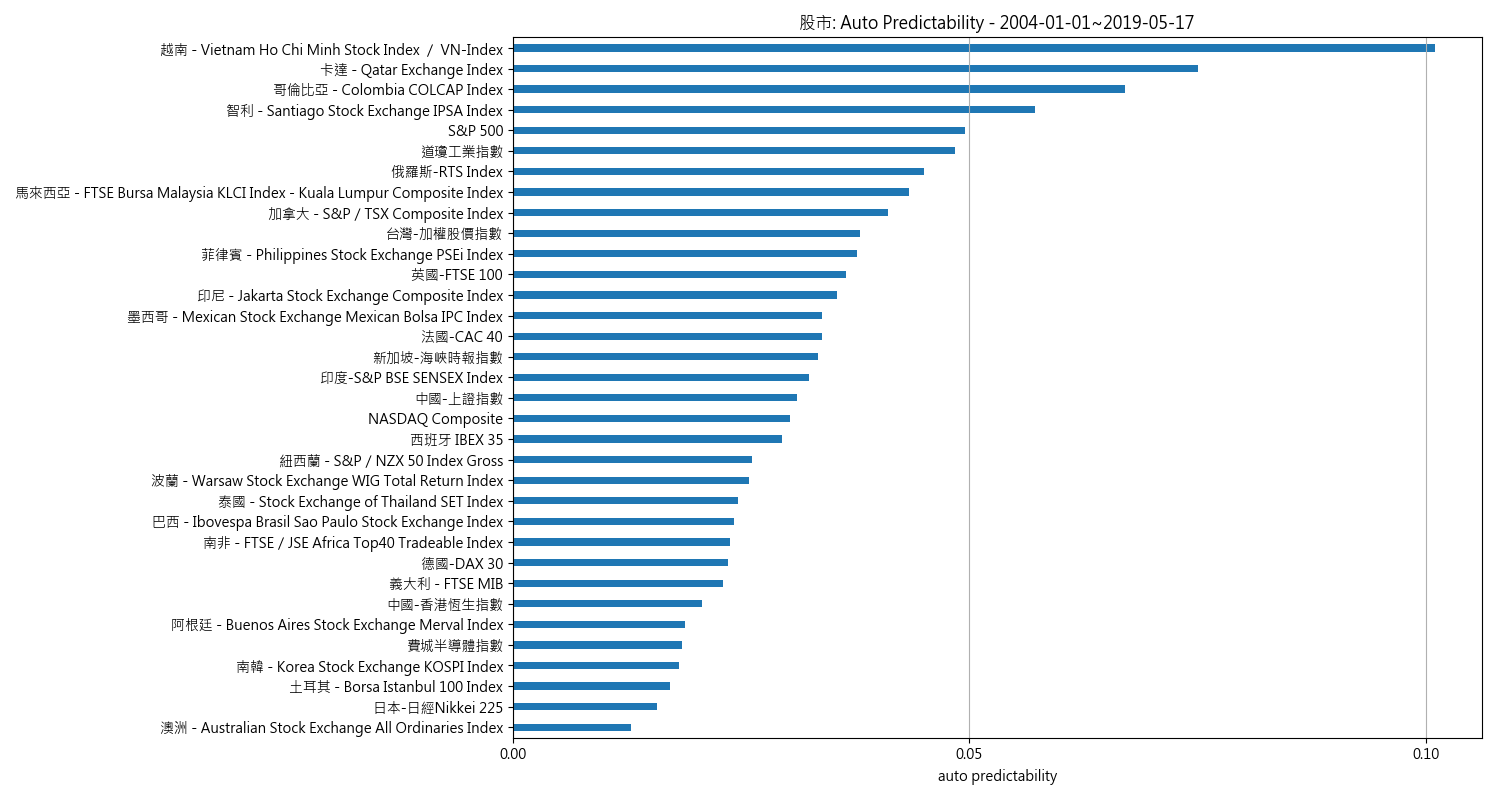 股市: Auto Predictability - 2004-01-01~2019-05-17
越南 - Vietnam Ho Chi Minh Stock Index / VN-Index
卡達 - Qatar Exchange Index
哥倫比亞 - Colombia COLCAP Index
智利 - Santiago Stock Exchange IPSA Index
S&P 500
道瓊工業指數
俄羅斯-RTS Index
馬來西亞 - FTSE Bursa Malaysia KLCI Index - Kuala Lumpur Composite Index
加拿大 - S&P / TSX Composite Index
台灣-加權股價指數
菲律賓 - Philippines Stock Exchange PSEi Index
英國-FTSE 100
印尼 - Jakarta Stock Exchange Composite Index
墨西哥 - Mexican Stock Exchange Mexican Bolsa IPC Index
法國-CAC 40
新加坡-海峽時報指數
印度-S&P BSE SENSEX Index
中國-上證指數
NASDAQ Composite
西班牙 IBEX 35
紐西蘭 - S&P / NZX 50 Index Gross
波蘭 - Warsaw Stock Exchange WIG Total Return Index
泰國 - Stock Exchange of Thailand SET Index
巴西 - Ibovespa Brasil Sao Paulo Stock Exchange Index
南非 - FTSE / JSE Africa Top40 Tradeable Index
德國-DAX 30
義大利 - FTSE MIB
中國-香港恆生指數
阿根廷 - Buenos Aires Stock Exchange Merval Index
費城半導體指數
南韓 - Korea Stock Exchange KOSPI Index
土耳其 - Borsa Istanbul 100 Index
日本-日經Nikkei 225
澳洲 - Australian Stock Exchange All Ordinaries Index
0.00 0.05 0.10
auto predictability